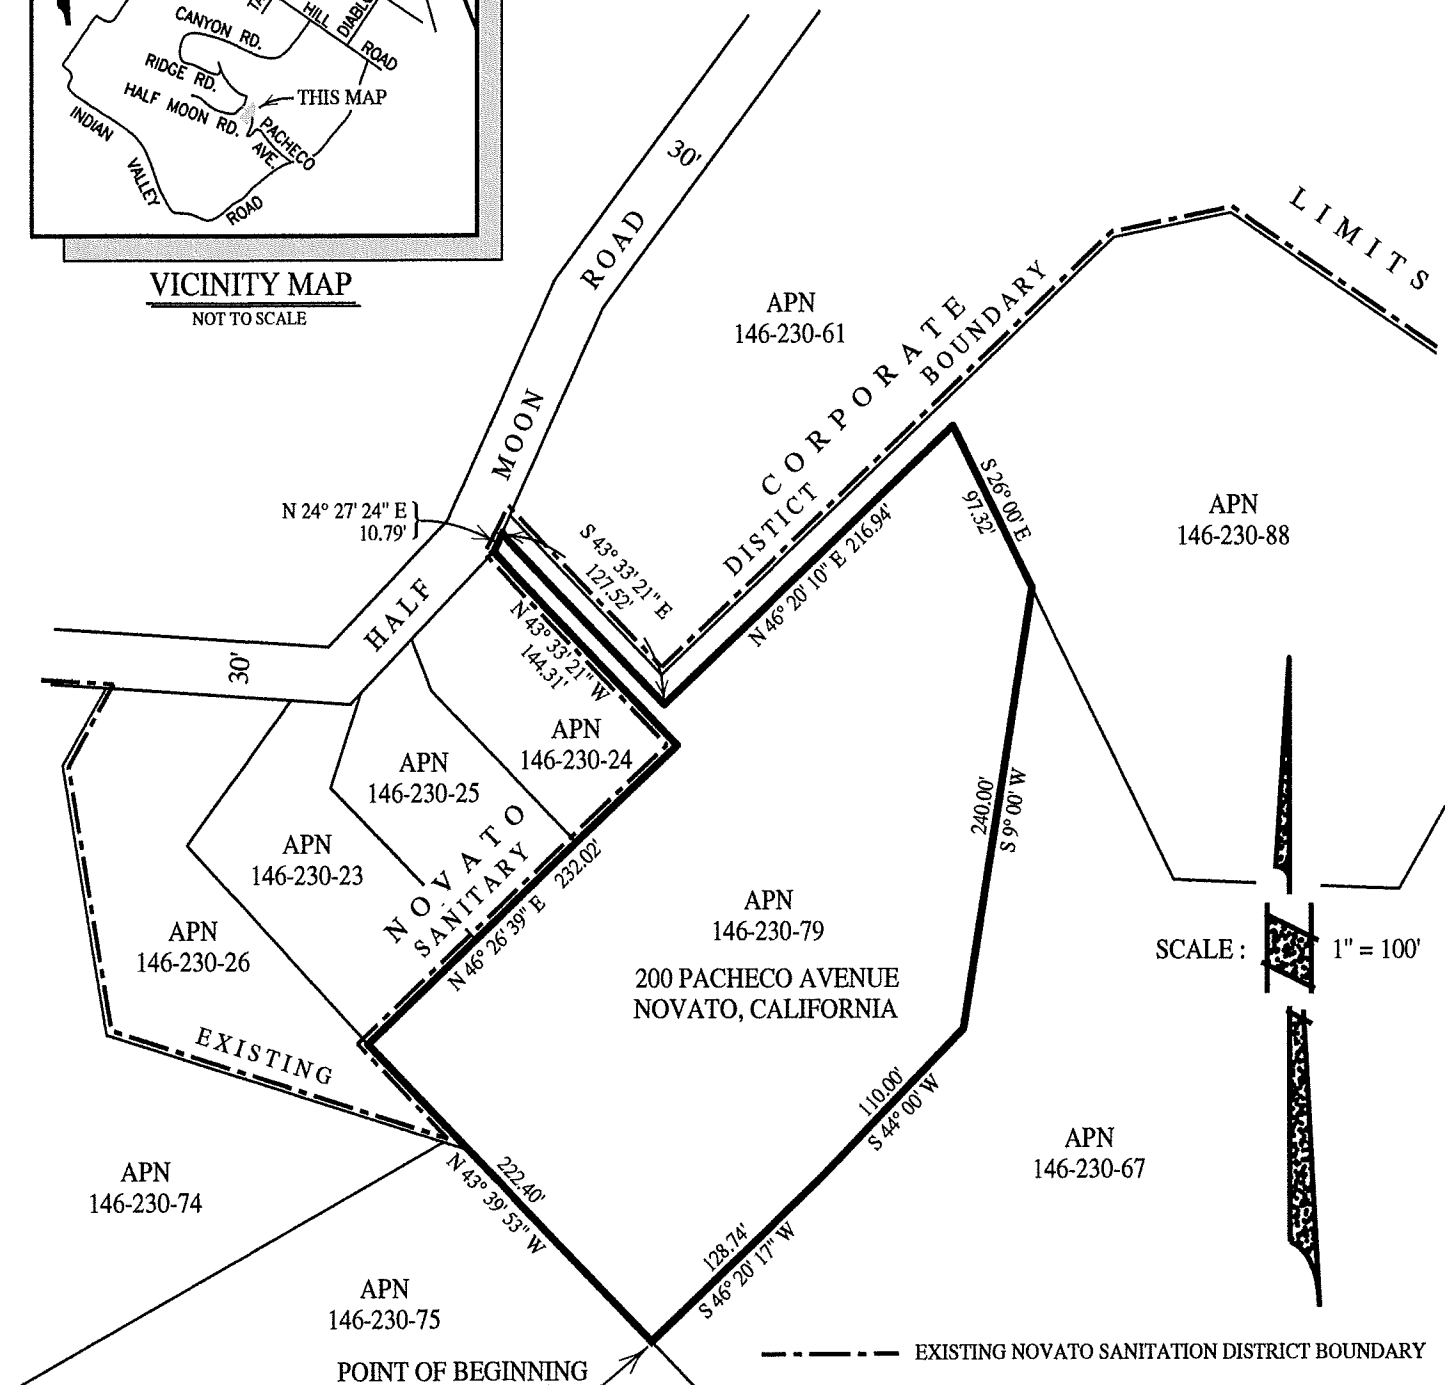 CANYON RD.
HILL
ROAD
RIDGE RD.
THIS MAP
HALF MOON RD.
PACHECO
AVE.
INDIAN
VALLEY
ROAD
VICINITY MAP
NOT TO SCALE
30'
HALF MOON ROAD
30'
LIMITS
CORPORATE
DISTRICT BOUNDARY
APN
146-230-61
N 24° 27' 24" E
10.79'
S 43° 33' 21" E
127.52'
N 43° 33' 21" W
144.31'
N 46° 20' 10" E 216.94'
S 26° 00' E
97.32'
APN
146-230-88
APN
146-230-24
APN
146-230-25
APN
146-230-23
APN
146-230-26
NOVATO
SANITARY
232.02'
N 46° 26' 39" E
240.00'
S 9° 00' W
APN
146-230-79
200 PACHECO AVENUE
NOVATO, CALIFORNIA
SCALE : 1" = 100'
EXISTING
110.00'
S 44° 00' W
APN
146-230-67
APN
146-230-74
222.40'
N 43° 39' 53" W
128.74'
S 46° 20' 17" W
APN
146-230-75
POINT OF BEGINNING
EXISTING NOVATO SANITATION DISTRICT BOUNDARY